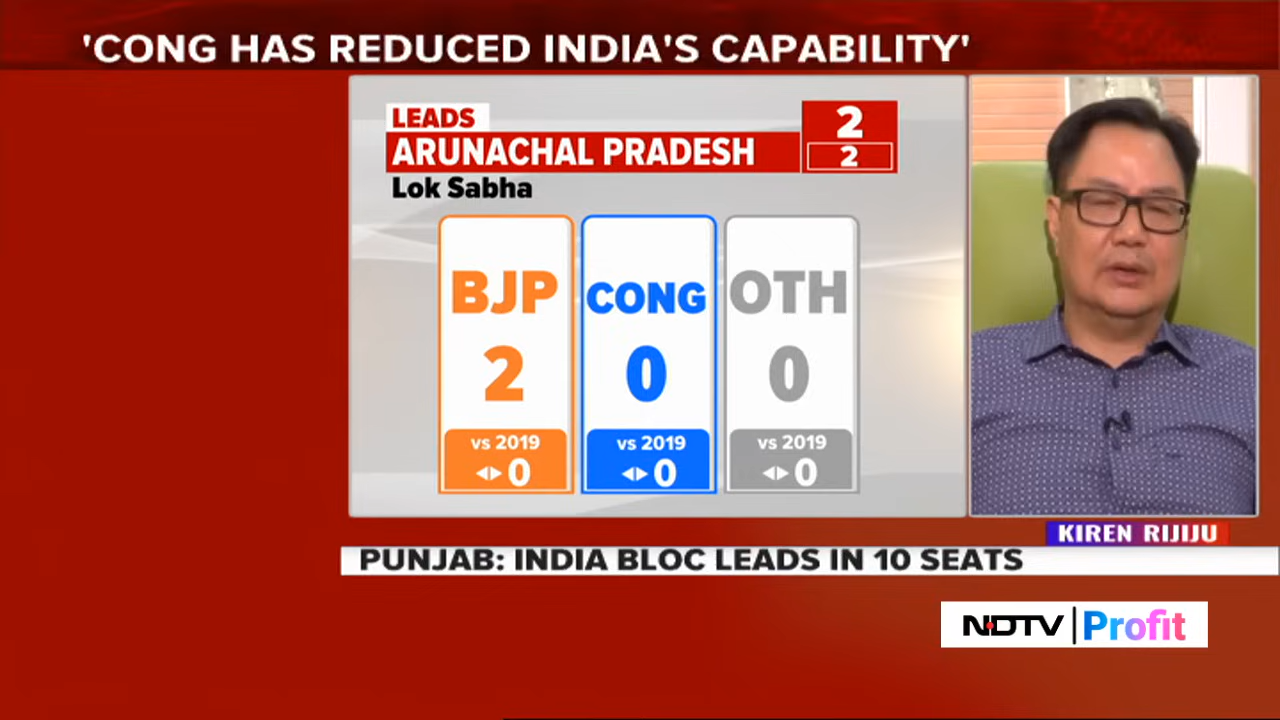 'CONG HAS REDUCED INDIA'S CAPABILITY'
LEADS
2
ARUNACHAL PRADESH
2
Lok Sabha
BJP
2
vs 2019
0
CONG
0
vs 2019
0
OTH
0
vs 2019
0
KIREN RIJIJU
PUNJAB: INDIA BLOC LEADS IN 10 SEATS
NDTV Profit